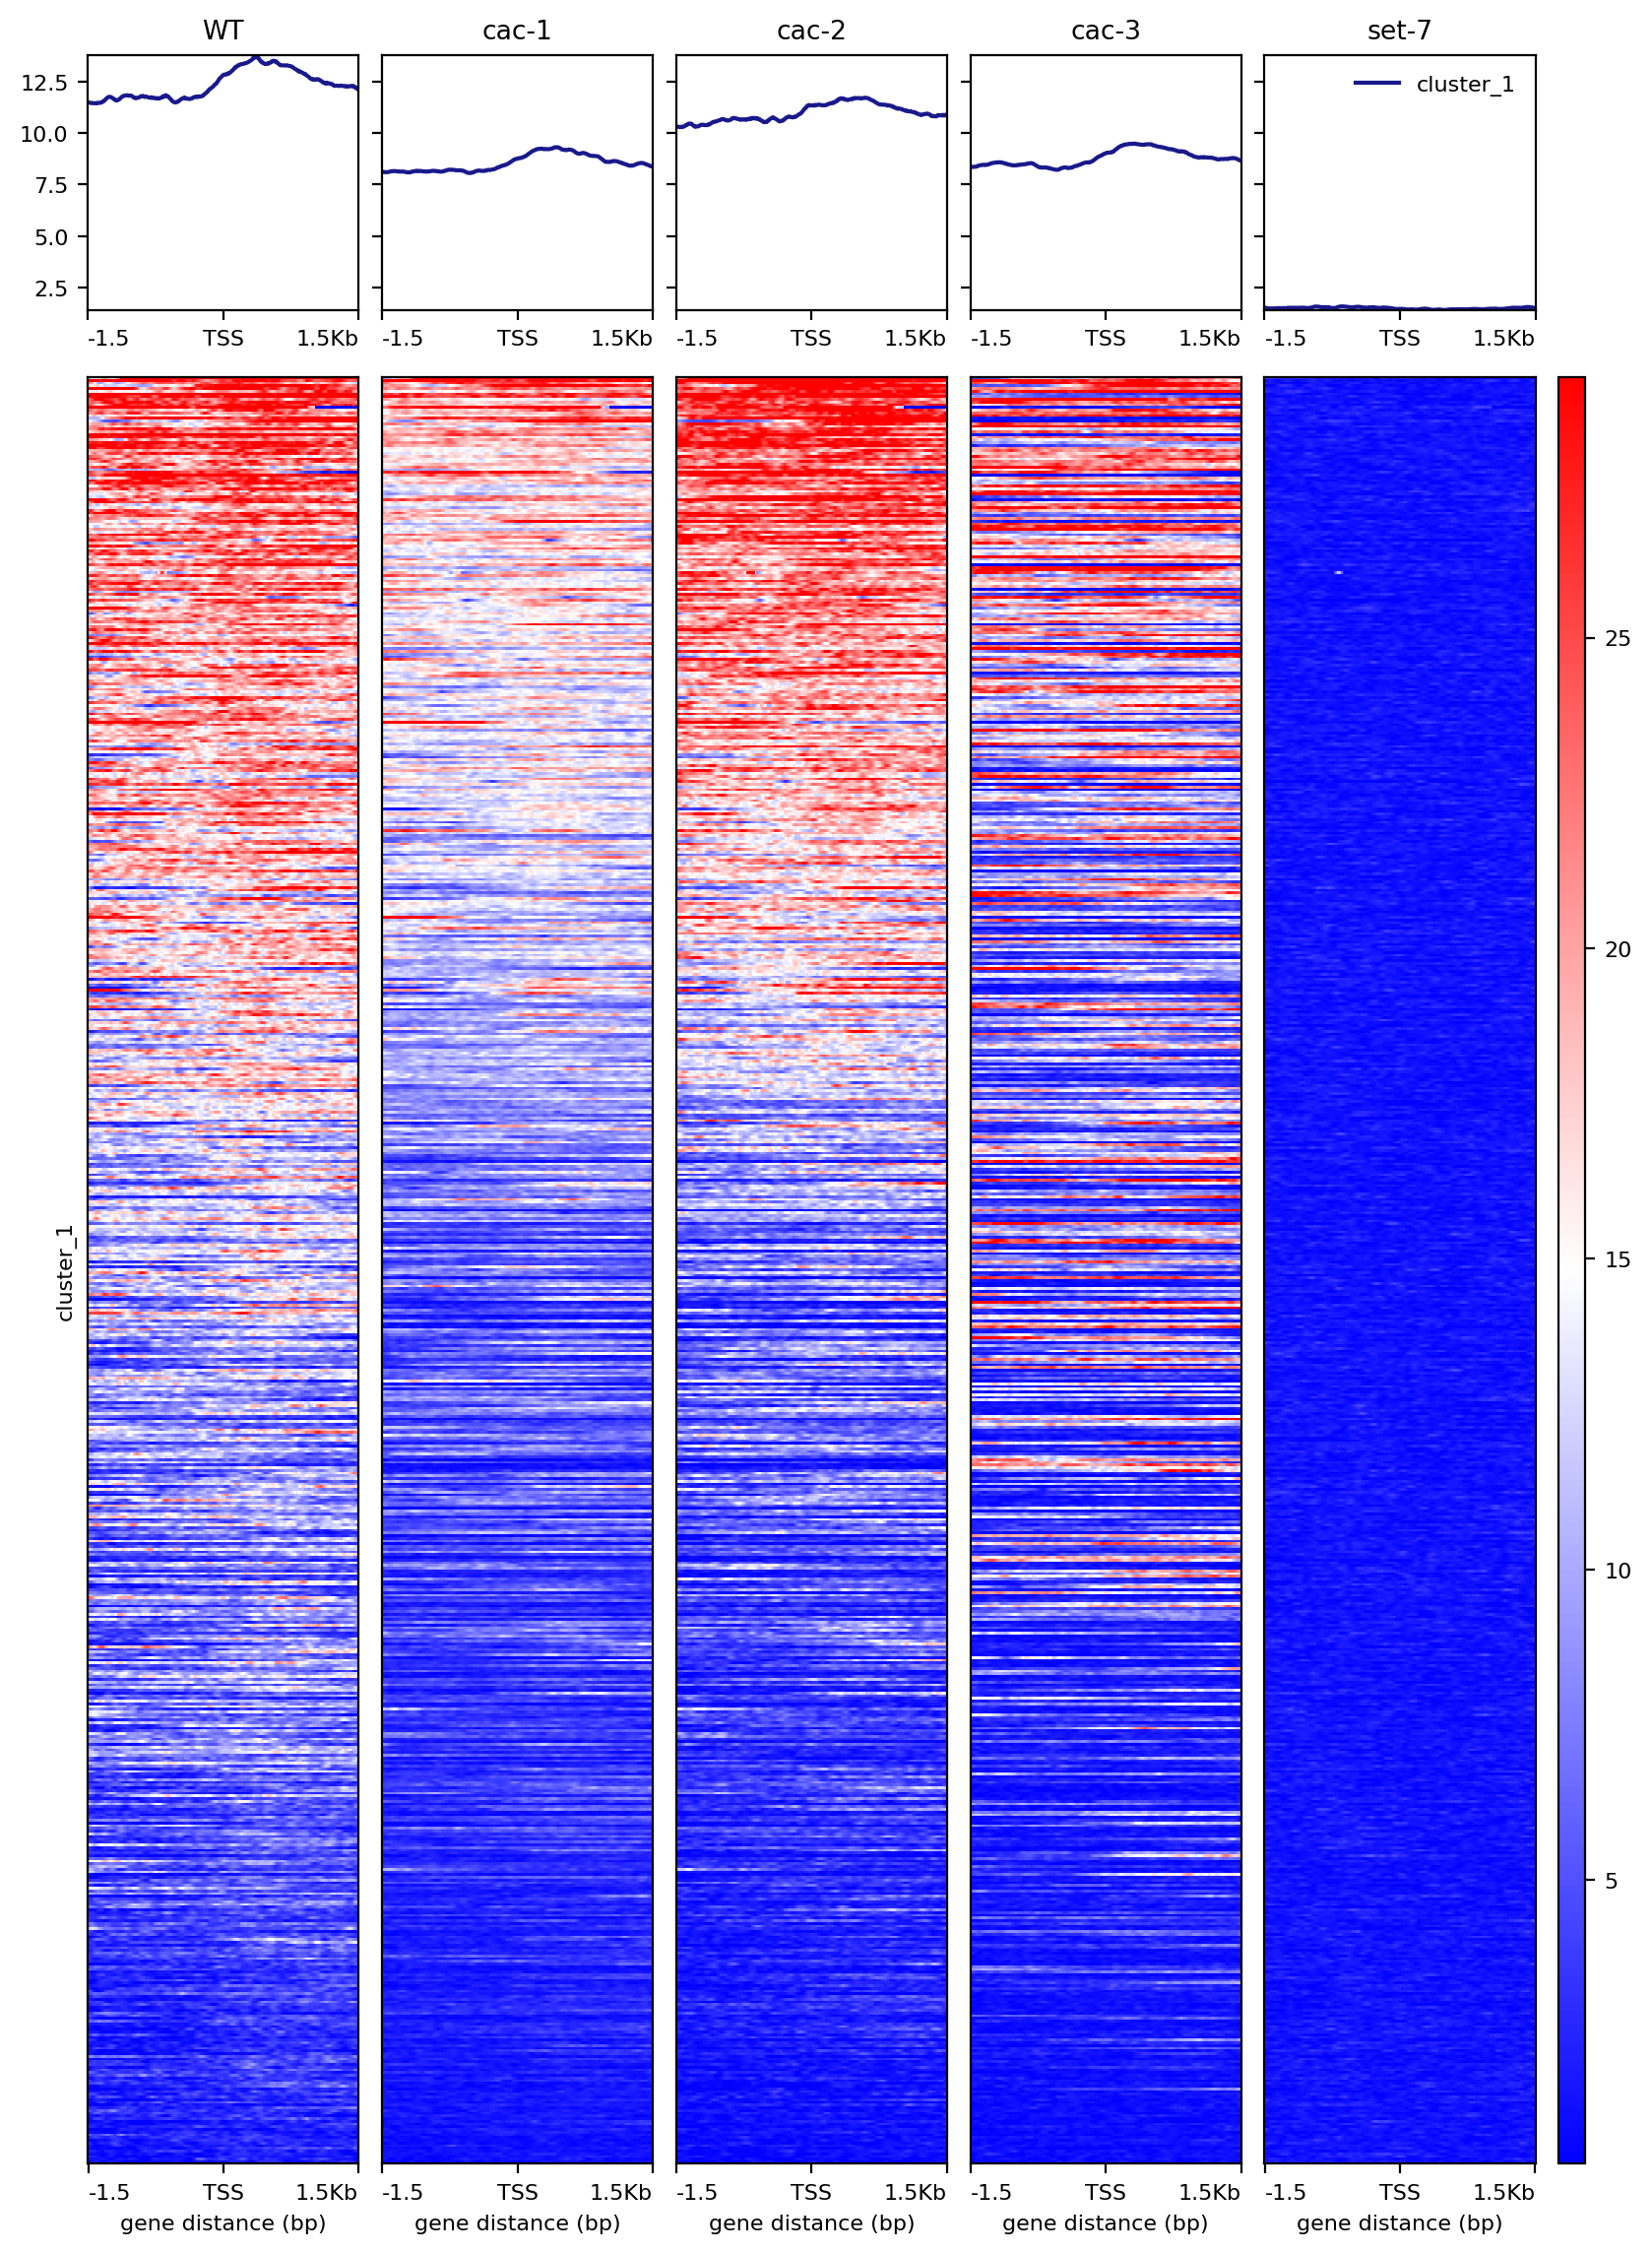 WT cac-1 cac-2 cac-3 set-7
12.5
10.0
7.5
5.0
2.5
cluster_1
-1.5 TSS 1.5Kb -1.5 TSS 1.5Kb -1.5 TSS 1.5Kb -1.5 TSS 1.5Kb -1.5 TSS 1.5Kb
cluster_1
25
20
15
10
5
-1.5 TSS 1.5Kb -1.5 TSS 1.5Kb -1.5 TSS 1.5Kb -1.5 TSS 1.5Kb -1.5 TSS 1.5Kb
gene distance (bp) gene distance (bp) gene distance (bp) gene distance (bp) gene distance (bp)